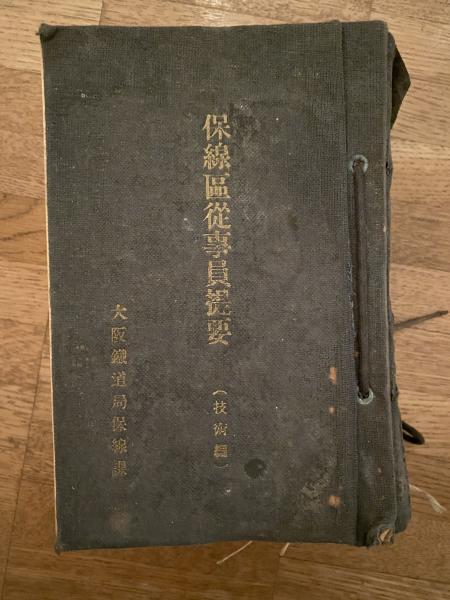 保線區從事員提要
（技術編）
大阪鐵道局保線課